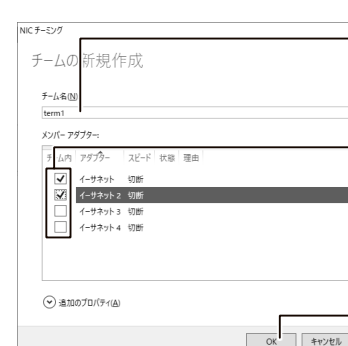 NIC チーミング
チームの新規作成
チーム名(N)
term1
メンバー アダプター:
チーム内 アダプター スピード 状態 理由
イーサネット 切断
イーサネット 2 切断
イーサネット 3 切断
イーサネット 4 切断
追加のプロパティ(A)
OK キャンセル